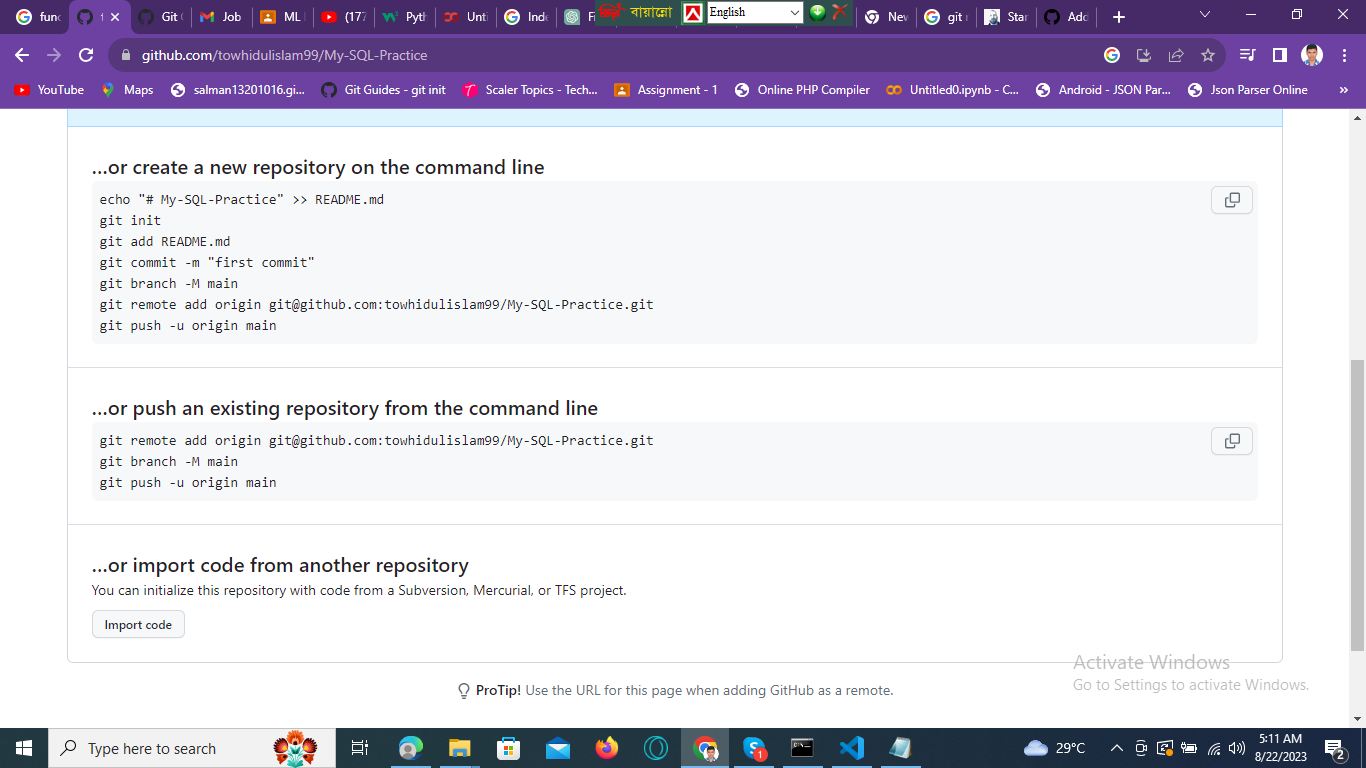 func
Git
Job
ML
(177
Pyth
Unti
Inde
বায়ান্নো
English
Nev
git r
Star
Add
github.com/towhidulislam99/My-SQL-Practice
YouTube
Maps
salman13201016.gi...
Git Guides - git init
Scaler Topics - Tech...
Assignment - 1
Online PHP Compiler
Untitled0.ipynb - C...
Android - JSON Par...
Json Parser Online
»
…or create a new repository on the command line
echo "# My-SQL-Practice" >> README.md
git init
git add README.md
git commit -m "first commit"
git branch -M main
git remote add origin git@github.com:towhidulislam99/My-SQL-Practice.git
git push -u origin main
…or push an existing repository from the command line
git remote add origin git@github.com:towhidulislam99/My-SQL-Practice.git
git branch -M main
git push -u origin main
…or import code from another repository
You can initialize this repository with code from a Subversion, Mercurial, or TFS project.
Import code
Activate Windows
Go to Settings to activate Windows.
ProTip! Use the URL for this page when adding GitHub as a remote.
Type here to search
1
29°C
5:11 AM
8/22/2023
2